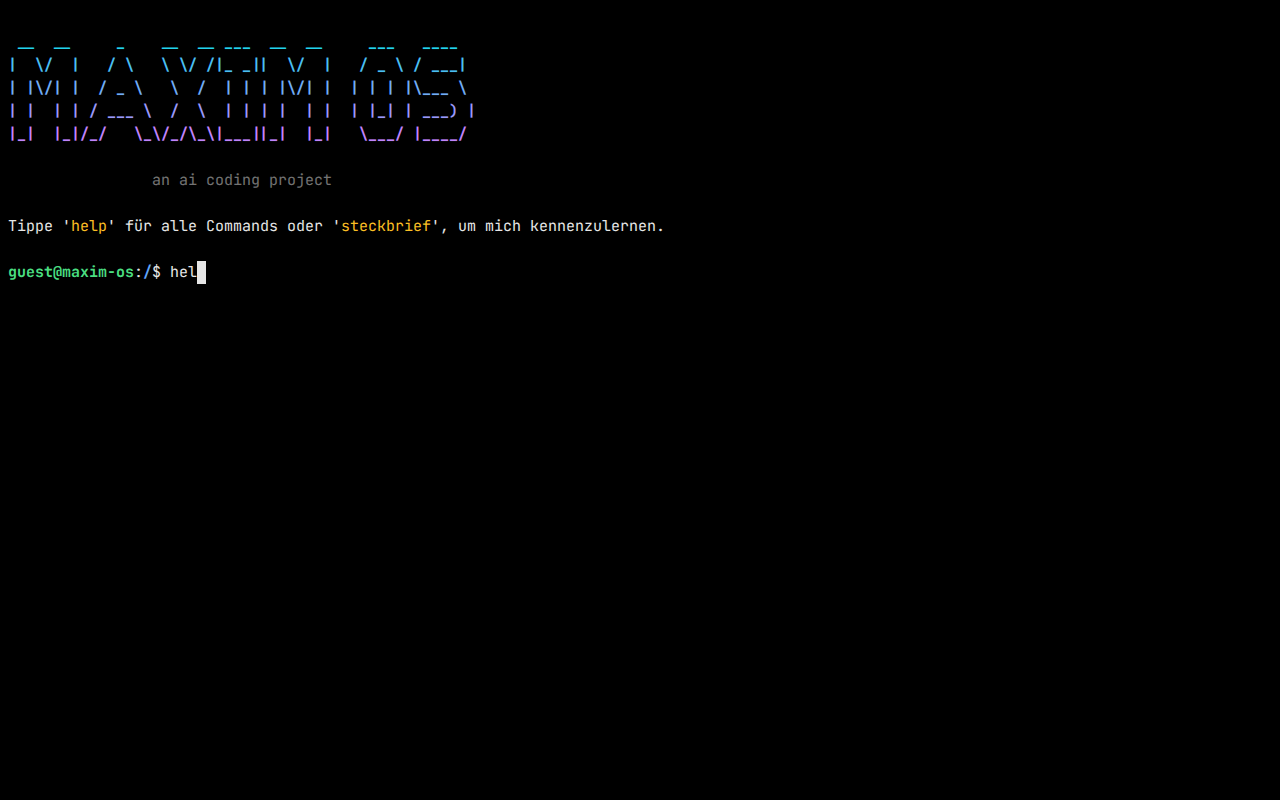 MAXIM OS
an ai coding project
Tippe 'help' für alle Commands oder 'steckbrief', um mich kennenzulernen.
guest@maxim-os:/$ hel